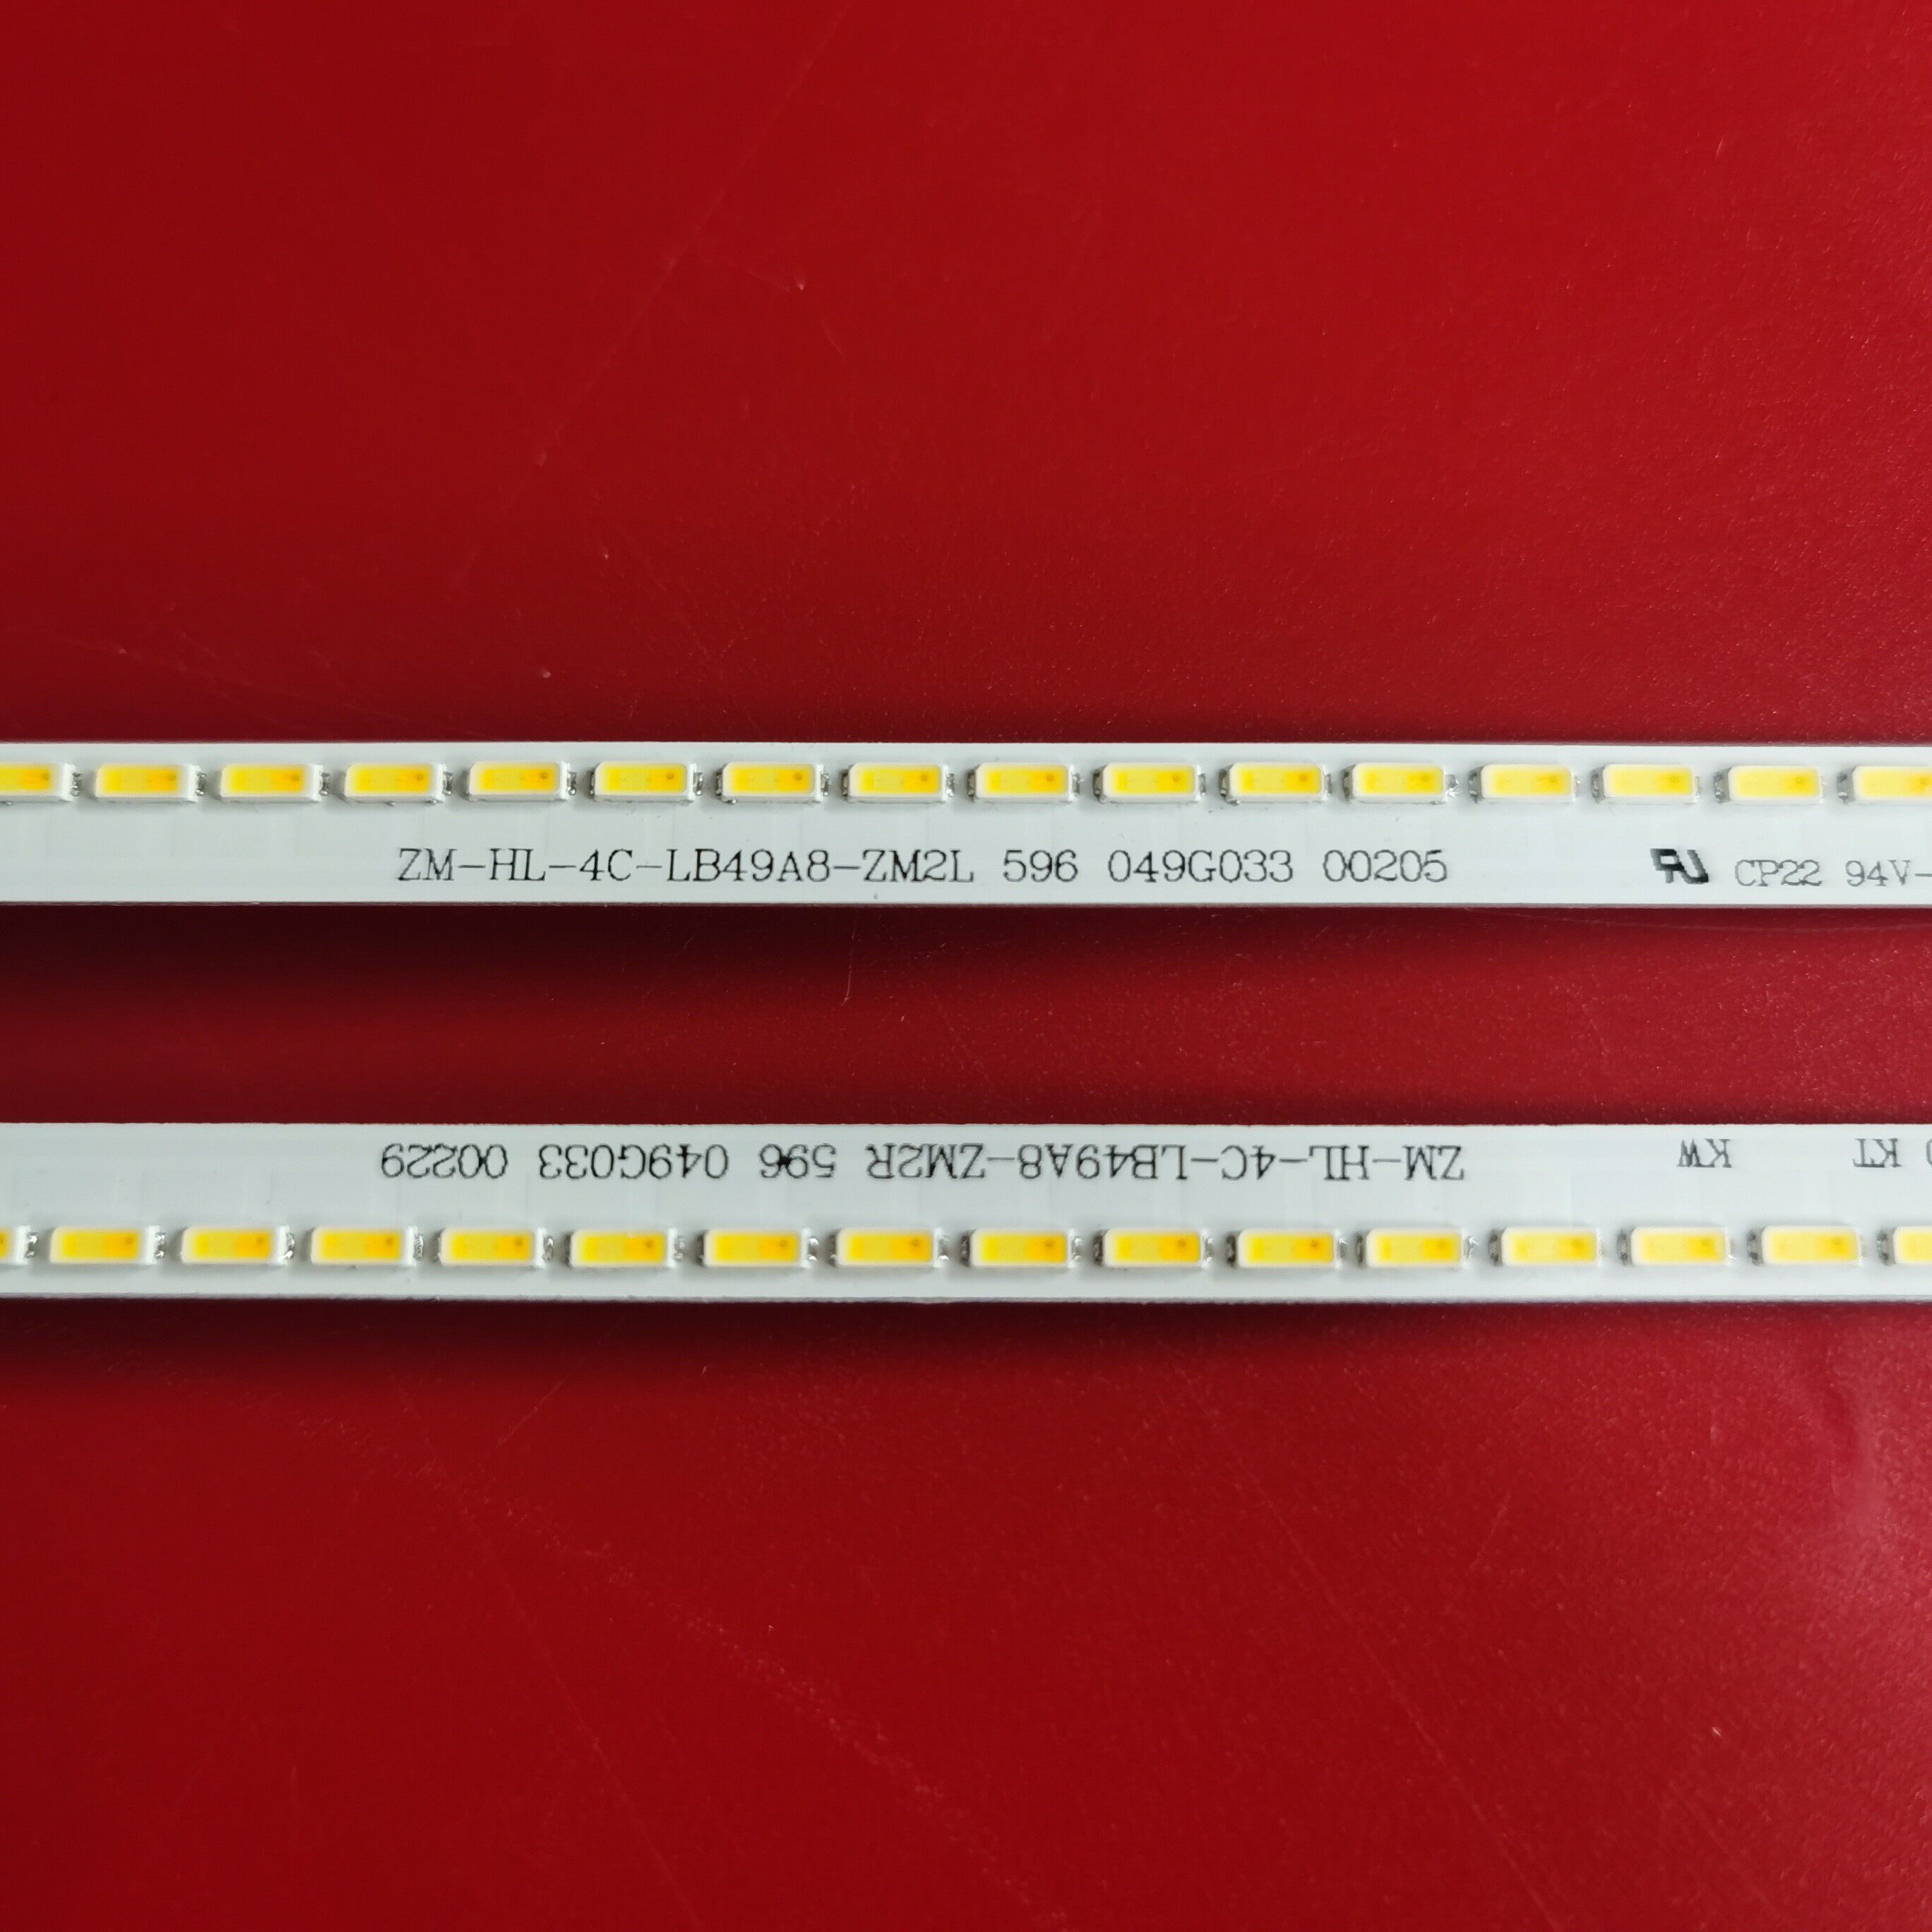 ZM-HL-4C-LB49A8-ZM2L 596 049G033 00205 RU CP22 94V-
KT KW ZM-HL-4C-LB49A8-ZM2R 596 049G033 00229